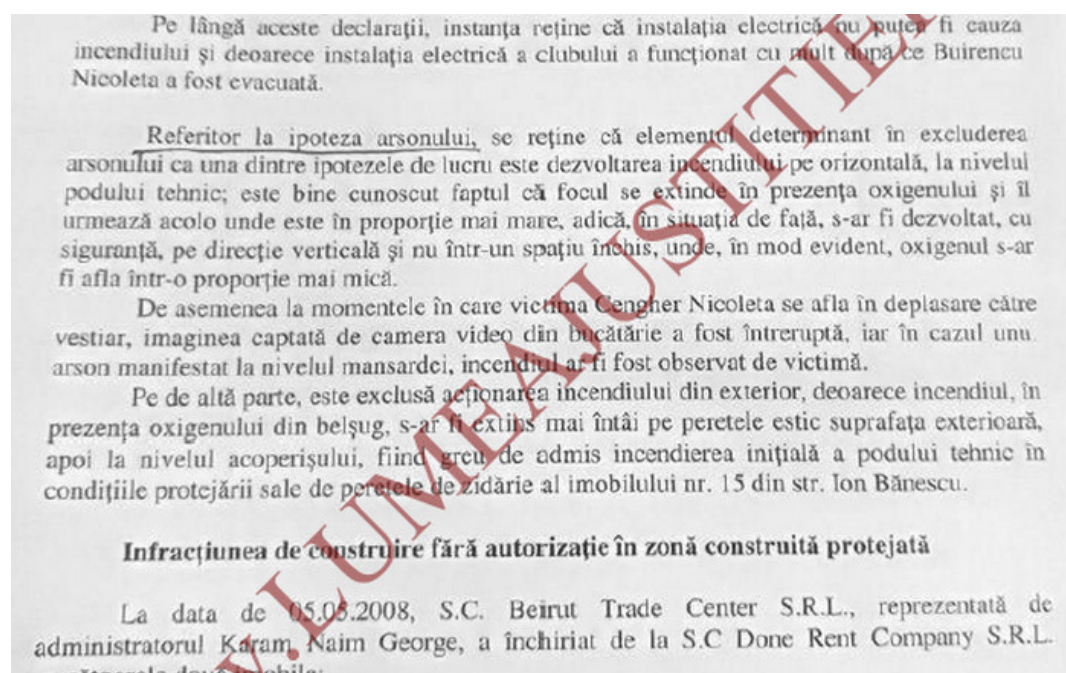 Pe lângă aceste declarații, instanța reține că instalația electrică nu putea fi cauza
incendiului și deoarece instalația electrică a clubului a funcționat cu mult după ce Buirencu
Nicoleta a fost evacuată.
Referitor la ipoteza arsonului, se reține că elementul determinant în excluderea
arsonului ca una dintre ipotezele de lucru este dezvoltarea incendiului pe orizontală, la nivelul
podului tehnic; este bine cunoscut faptul că focul se extinde în prezența oxigenului și îl
urmează acolo unde este în proporție mai mare, adică, în situația de față, s-ar fi dezvoltat, cu
siguranță, pe direcție verticală și nu într-un spațiu închis, unde, în mod evident, oxigenul s-ar
fi afla într-o proporție mai mică.
De asemenea la momentele în care victima Gengher Nicoleta se afla în deplasare către
vestiar, imaginea captată de camera video din bucătărie a fost întreruptă, iar în cazul unu
arson manifestat la nivelul mansardei, incendiul ar fi fost observat de victimă.
Pe de altă parte, este exclusă acționarea incendiului din exterior, deoarece incendiul, în
prezența oxigenului din belșug, s-ar fi extins mai întâi pe peretele estic suprafața exterioară,
apoi la nivelul acoperișului, fiind greu de admis incendierea inițială a podului tehnic în
condițiile protejării sale de peretele de zidărie al imobilului nr. 15 din str. Ion Bănescu.
Infracțiunea de construire fără autorizație în zonă construită protejată
La data de 05.05.2008, S.C. Beirut Trade Center S.R.L., reprezentată de
administratorul Karam Naim George, a închiriat de la S.C Done Rent Company S.R.L.
două imobile:
V.LUMEAJUSTITIEI